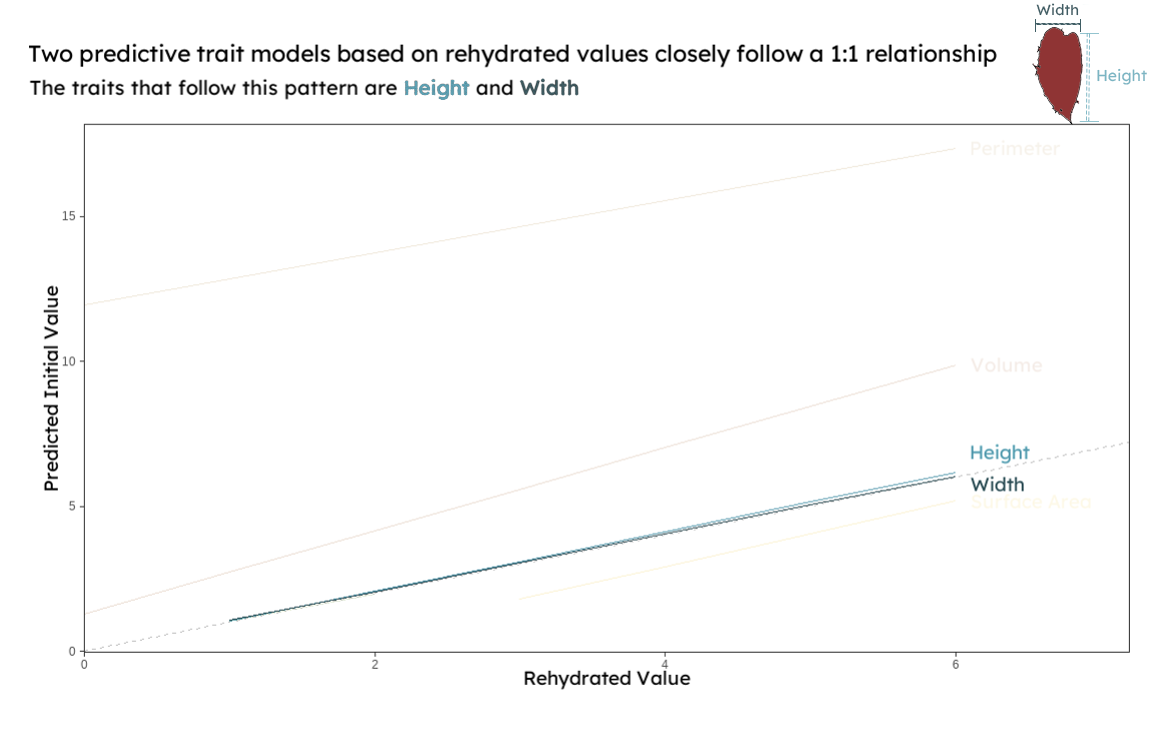 Width
Two predictive trait models based on rehydrated values closely follow a 1:1 relationship
The traits that follow this pattern are Height and Width
Height
Perimeter
15
Predicted Initial Value
10
Volume
Height
Width
5
Surface Area
0
0
2
4
6
Rehydrated Value